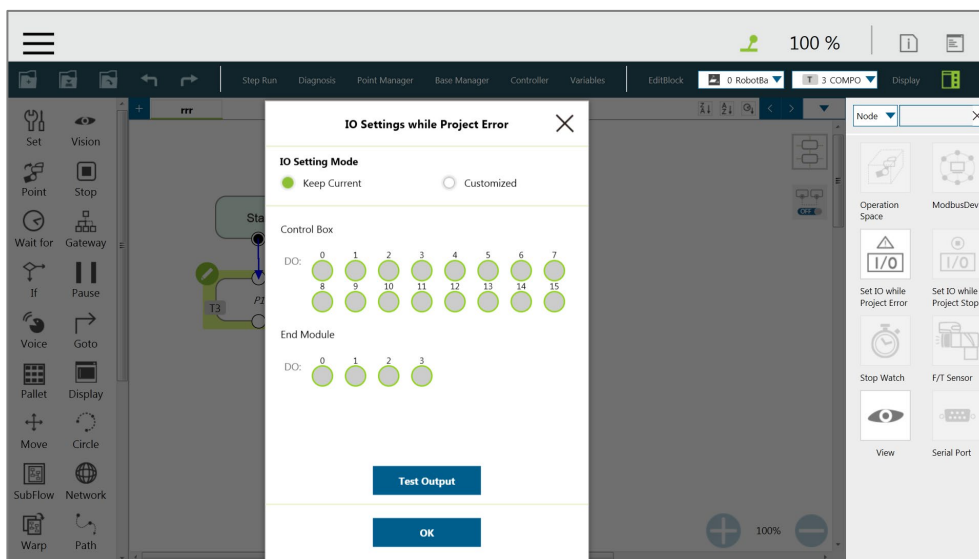 100 %
Step Run Diagnosis Point Manager Base Manager Controller Variables EditBlock 0 RobotBa T 3 COMPO Display
+ rrr
Set Vision
Point Stop
Wait for Gateway
If Pause
Voice Goto
Pallet Display
Move Circle
SubFlow Network
Warp Path
Sta
T3
IO Settings while Project Error
IO Setting Mode
Keep Current Customized
Control Box
DO: 0 1 2 3 4 5 6 7
8 9 10 11 12 13 14 15
End Module
DO: 0 1 2 3
Test Output
OK
OFF
100%
Node
Operation
Space
ModbusDev
I/O I/O
Set IO while
Project Error
Set IO while
Project Stop
Stop Watch F/T Sensor
View Serial Port